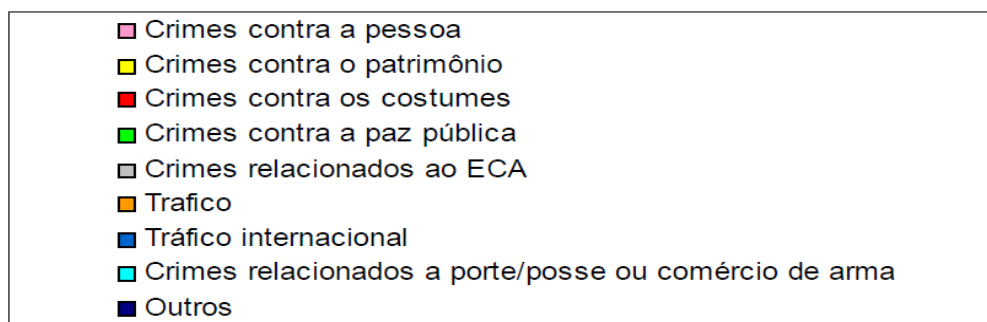 Crimes contra a pessoa
Crimes contra o patrimônio
Crimes contra os costumes
Crimes contra a paz pública
Crimes relacionados ao ECA
Trafico
Tráfico internacional
Crimes relacionados a porte/posse ou comércio de arma
Outros